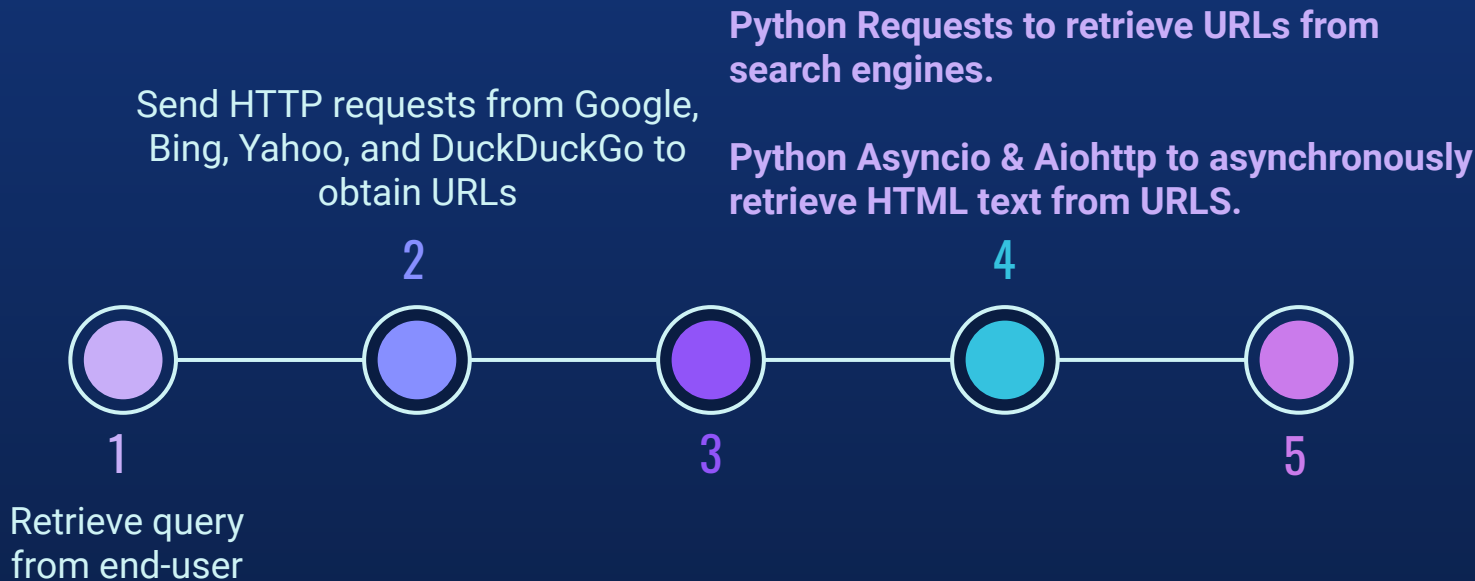 Python Requests to retrieve URLs from
search engines.
Send HTTP requests from Google,
Bing, Yahoo, and DuckDuckGo to
obtain URLs
Python Asyncio & Aiohttp to asynchronously
retrieve HTML text from URLS.
2
4
1
3
5
Retrieve query
from end-user